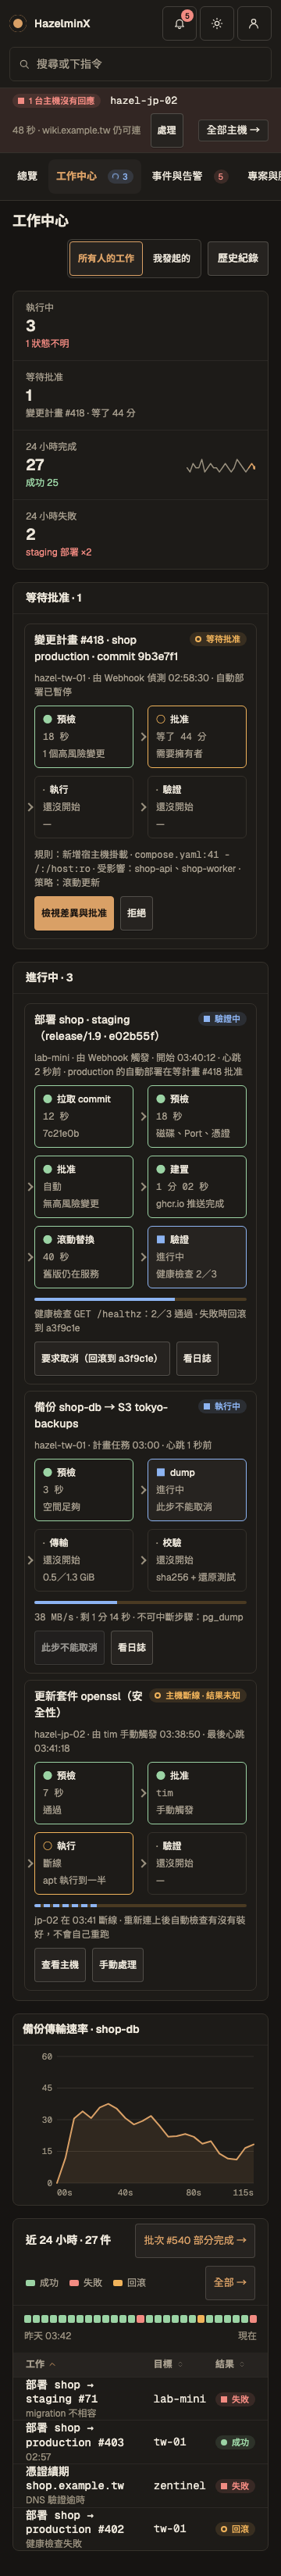 HazelminX
5
搜尋或下指令
1 台主機沒有回應 hazel-jp-02
48 秒 · wiki.example.tw 仍可連 處理 全部主機 →
總覽 工作中心 3 事件與告警 5 專案與
工作中心
所有人的工作 我發起的 歷史紀錄
執行中
3
1 狀態不明
等待批准
1
變更計畫 #418 · 等了 44 分
24 小時完成
27
成功 25
24 小時失敗
2
staging 部署 ×2
等待批准 · 1
變更計畫 #418 · shop
production · commit 9b3e7f1
等待批准
hazel-tw-01 · 由 Webhook 偵測 02:58:30 · 自動部
署已暫停
預檢
18 秒
1 個高風險變更
批准
等了 44 分
需要擁有者
· 執行
還沒開始
—
· 驗證
還沒開始
—
規則：新增宿主機掛載 · compose.yaml:41 -
/:/host:ro · 受影響：shop-api、shop-worker ·
策略：滾動更新
檢視差異與批准 拒絕
進行中 · 3
部署 shop · staging
（release/1.9 · e02b55f）
驗證中
lab-mini · 由 Webhook 觸發 · 開始 03:40:12 · 心跳
2 秒前 · production 的自動部署在等計畫 #418 批准
拉取 commit
12 秒
7c21e0b
預檢
18 秒
磁碟、Port、憑證
批准
自動
無高風險變更
建置
1 分 02 秒
ghcr.io 推送完成
滾動替換
40 秒
舊版仍在服務
驗證
進行中
健康檢查 2／3
健康檢查 GET /healthz：2／3 通過 · 失敗時回滾
到 a3f9c1e
要求取消（回滾到 a3f9c1e） 看日誌
備份 shop-db → S3 tokyo-
backups
執行中
hazel-tw-01 · 計畫任務 03:00 · 心跳 1 秒前
預檢
3 秒
空間足夠
dump
進行中
此步不能取消
· 傳輸
還沒開始
0.5／1.3 GiB
· 校驗
還沒開始
sha256 + 還原測試
38 MB/s · 剩 1 分 14 秒 · 不可中斷步驟：pg_dump
此步不能取消 看日誌
更新套件 openssl（安
全性）
主機斷線 · 結果未知
hazel-jp-02 · 由 tim 手動觸發 03:38:50 · 最後心跳
03:41:18
預檢
7 秒
通過
批准
tim
手動觸發
執行
斷線
apt 執行到一半
· 驗證
還沒開始
—
jp-02 在 03:41 斷線 · 重新連上後自動檢查有沒有裝
好，不會自己重跑
查看主機 手動處理
備份傳輸速率 · shop-db
60
45
30
15
0
00s 40s 80s 115s
近 24 小時 · 27 件 批次 #540 部分完成 →
成功 失敗 回滾 全部 →
昨天 03:42 現在
工作 目標 結果
部署 shop →
staging #71
migration 不相容
lab-mini 失敗
部署 shop →
production #403
02:57
tw-01 成功
憑證續期
shop.example.tw
DNS 驗證逾時
zentinel 失敗
部署 shop →
production #402
健康檢查失敗
tw-01 回滾